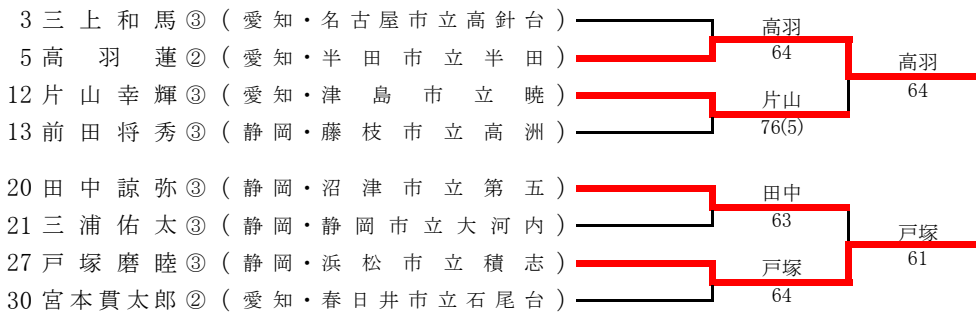 3 三上和馬③ (愛知・名古屋市立高針台)
5 高羽蓮② (愛知・半田市立半田)
12 片山幸輝③ (愛知・津島市立暁)
13 前田将秀③ (静岡・藤枝市立高洲)
高羽
64
片山
76(5)
高羽
64
20 田中諒弥③ (静岡・沼津市立第五)
21 三浦佑太③ (静岡・静岡市立大河内)
27 戸塚磨睦③ (静岡・浜松市立積志)
30 宮本貫太郎② (愛知・春日井市立石尾台)
田中
63
戸塚
64
戸塚
61